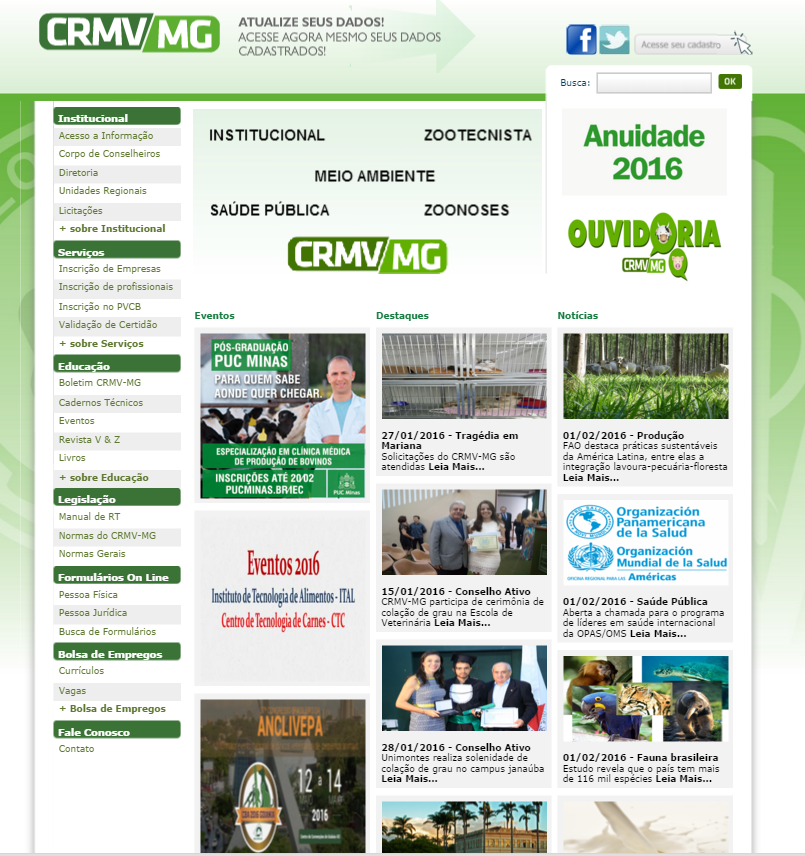 CRMV/MG
ATUALIZE SEUS DADOS!
ACESSE AGORA MESMO SEUS DADOS
CADASTRADOS!
Acesse seu cadastro
Busca:
OK
Institucional
Acesso a Informação
Corpo de Conselheiros
Diretoria
Unidades Regionais
Licitações
+ sobre Institucional
Serviços
Inscrição de Empresas
Inscrição de profissionais
Inscrição no PVCB
Validação de Certidão
+ sobre Serviços
Educação
Boletim CRMV-MG
Cadernos Técnicos
Eventos
Revista V & Z
Livros
+ sobre Educação
Legislação
Manual de RT
Normas do CRMV-MG
Normas Gerais
Formulários On Line
Pessoa Física
Pessoa Jurídica
Busca de Formulários
Bolsa de Empregos
Currículos
Vagas
+ Bolsa de Empregos
Fale Conosco
Contato
INSTITUCIONAL ZOOTECNISTA
MEIO AMBIENTE
SAÚDE PÚBLICA ZOONOSES
CRMV/MG
Anuidade
2016
OUVIDORIA
CRMV/MG
Eventos
PÓS-GRADUAÇÃO
PUC MINAS
PARA QUEM SABE
AONDE QUER CHEGAR.
ESPECIALIZAÇÃO EM CLÍNICA MÉDICA
DE PRODUÇÃO DE BOVINOS
INSCRIÇÕES ATÉ 20/02
PUCMINAS.BR/IEC
PUC Minas
Eventos 2016
Instituto de Tecnologia de Alimentos - ITAL
Centro de Tecnologia de Carnes - CTC
ANCLIVEPA
12 a 14
2016
Destaques
27/01/2016 - Tragédia em
Mariana
Solicitações do CRMV-MG são
atendidas Leia Mais...
15/01/2016 - Conselho Ativo
CRMV-MG participa de cerimônia de
colação de grau na Escola de
Veterinária Leia Mais...
28/01/2016 - Conselho Ativo
Unimontes realiza solenidade de
colação de grau no campus janaúba
Leia Mais...
Notícias
01/02/2016 - Produção
FAO destaca práticas sustentáveis
da América Latina, entre elas a
integração lavoura-pecuária-floresta
Leia Mais...
Organización
Panamericana
de la Salud
Organización
Mundial de la Salud
OFICINA REGIONAL PARA LAS Américas
01/02/2016 - Saúde Pública
Aberta a chamada para o programa
de líderes em saúde internacional
da OPAS/OMS Leia Mais...
01/02/2016 - Fauna brasileira
Estudo revela que o país tem mais
de 116 mil espécies Leia Mais...